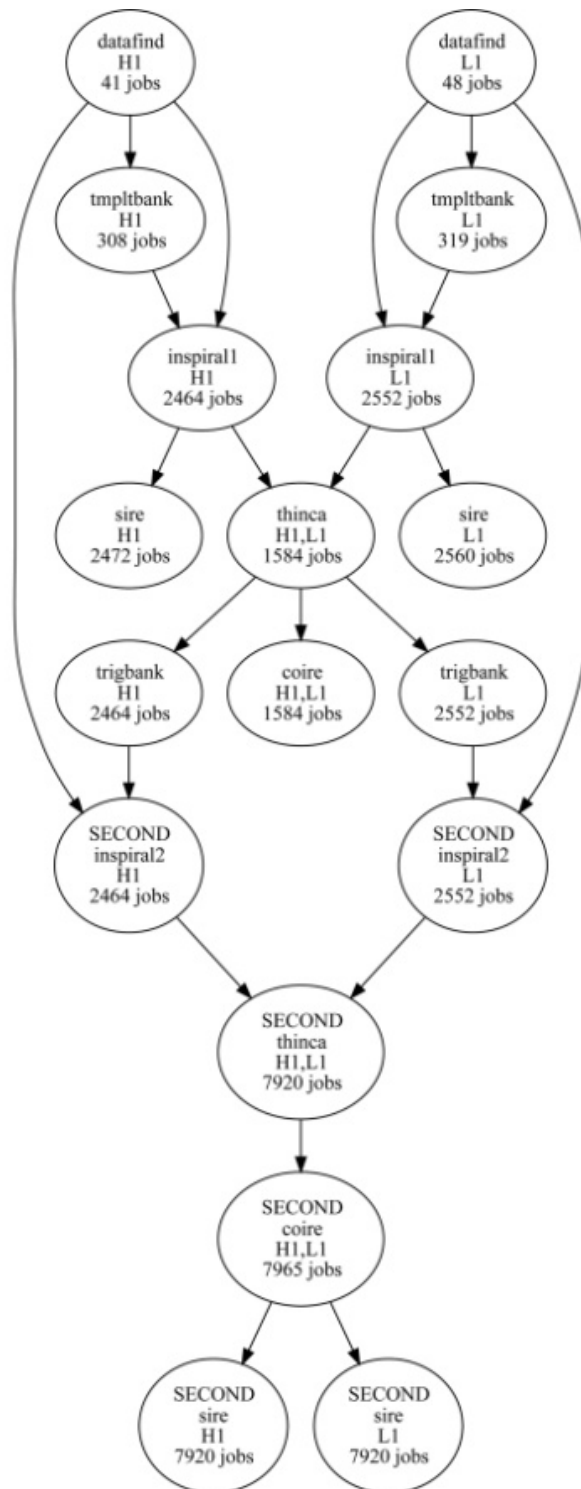 datafind
H1
41 jobs
datafind
L1
48 jobs
tmpltbank
H1
308 jobs
tmpltbank
L1
319 jobs
inspiral1
H1
2464 jobs
inspiral1
L1
2552 jobs
sire
H1
2472 jobs
thinca
H1,L1
1584 jobs
sire
L1
2560 jobs
trigbank
H1
2464 jobs
coire
H1,L1
1584 jobs
trigbank
L1
2552 jobs
SECOND
inspiral2
H1
2464 jobs
SECOND
inspiral2
L1
2552 jobs
SECOND
thinca
H1,L1
7920 jobs
SECOND
coire
H1,L1
7965 jobs
SECOND
sire
H1
7920 jobs
SECOND
sire
L1
7920 jobs